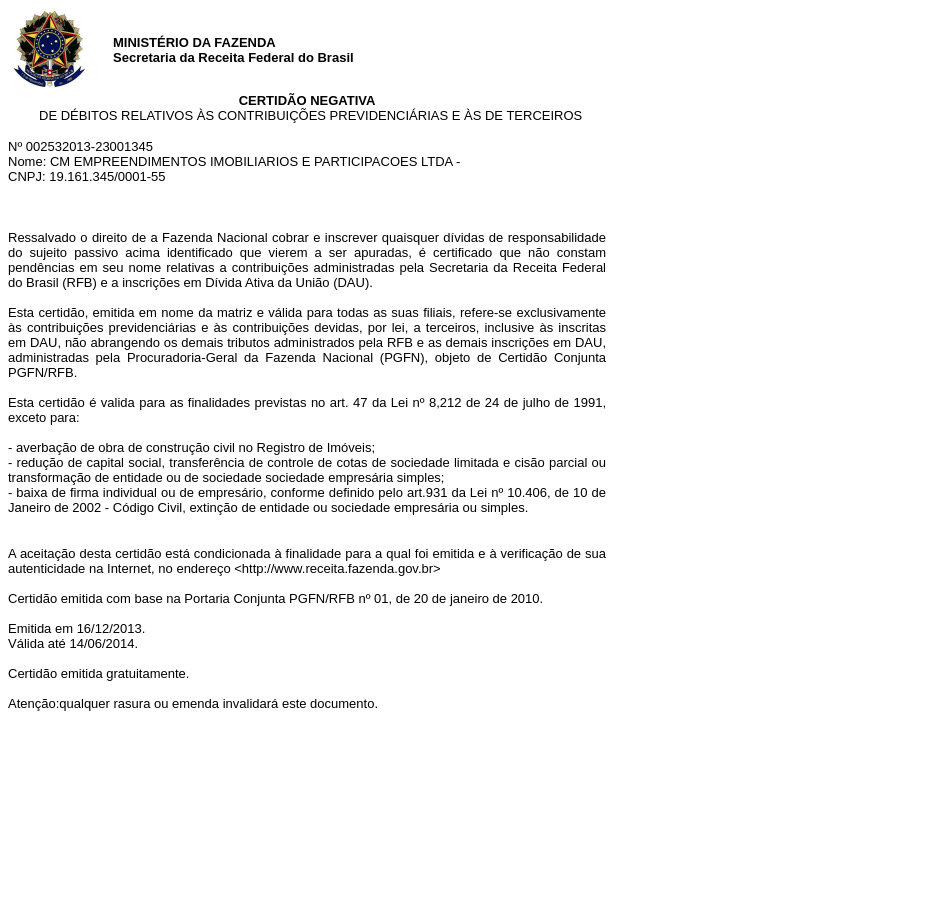 MINISTÉRIO DA FAZENDA
Secretaria da Receita Federal do Brasil
CERTIDÃO NEGATIVA
DE DÉBITOS RELATIVOS ÀS CONTRIBUIÇÕES PREVIDENCIÁRIAS E ÀS DE TERCEIROS
Nº 002532013-23001345
Nome: CM EMPREENDIMENTOS IMOBILIARIOS E PARTICIPACOES LTDA -
CNPJ: 19.161.345/0001-55
Ressalvado o direito de a Fazenda Nacional cobrar e inscrever quaisquer dívidas de responsabilidade
do sujeito passivo acima identificado que vierem a ser apuradas, é certificado que não constam
pendências em seu nome relativas a contribuições administradas pela Secretaria da Receita Federal
do Brasil (RFB) e a inscrições em Dívida Ativa da União (DAU).
Esta certidão, emitida em nome da matriz e válida para todas as suas filiais, refere-se exclusivamente
às contribuições previdenciárias e às contribuições devidas, por lei, a terceiros, inclusive às inscritas
em DAU, não abrangendo os demais tributos administrados pela RFB e as demais inscrições em DAU,
administradas pela Procuradoria-Geral da Fazenda Nacional (PGFN), objeto de Certidão Conjunta
PGFN/RFB.
Esta certidão é valida para as finalidades previstas no art. 47 da Lei nº 8,212 de 24 de julho de 1991,
exceto para:
- averbação de obra de construção civil no Registro de Imóveis;
- redução de capital social, transferência de controle de cotas de sociedade limitada e cisão parcial ou
transformação de entidade ou de sociedade sociedade empresária simples;
- baixa de firma individual ou de empresário, conforme definido pelo art.931 da Lei nº 10.406, de 10 de
Janeiro de 2002 - Código Civil, extinção de entidade ou sociedade empresária ou simples.
A aceitação desta certidão está condicionada à finalidade para a qual foi emitida e à verificação de sua
autenticidade na Internet, no endereço <http://www.receita.fazenda.gov.br>
Certidão emitida com base na Portaria Conjunta PGFN/RFB nº 01, de 20 de janeiro de 2010.
Emitida em 16/12/2013.
Válida até 14/06/2014.
Certidão emitida gratuitamente.
Atenção:qualquer rasura ou emenda invalidará este documento.